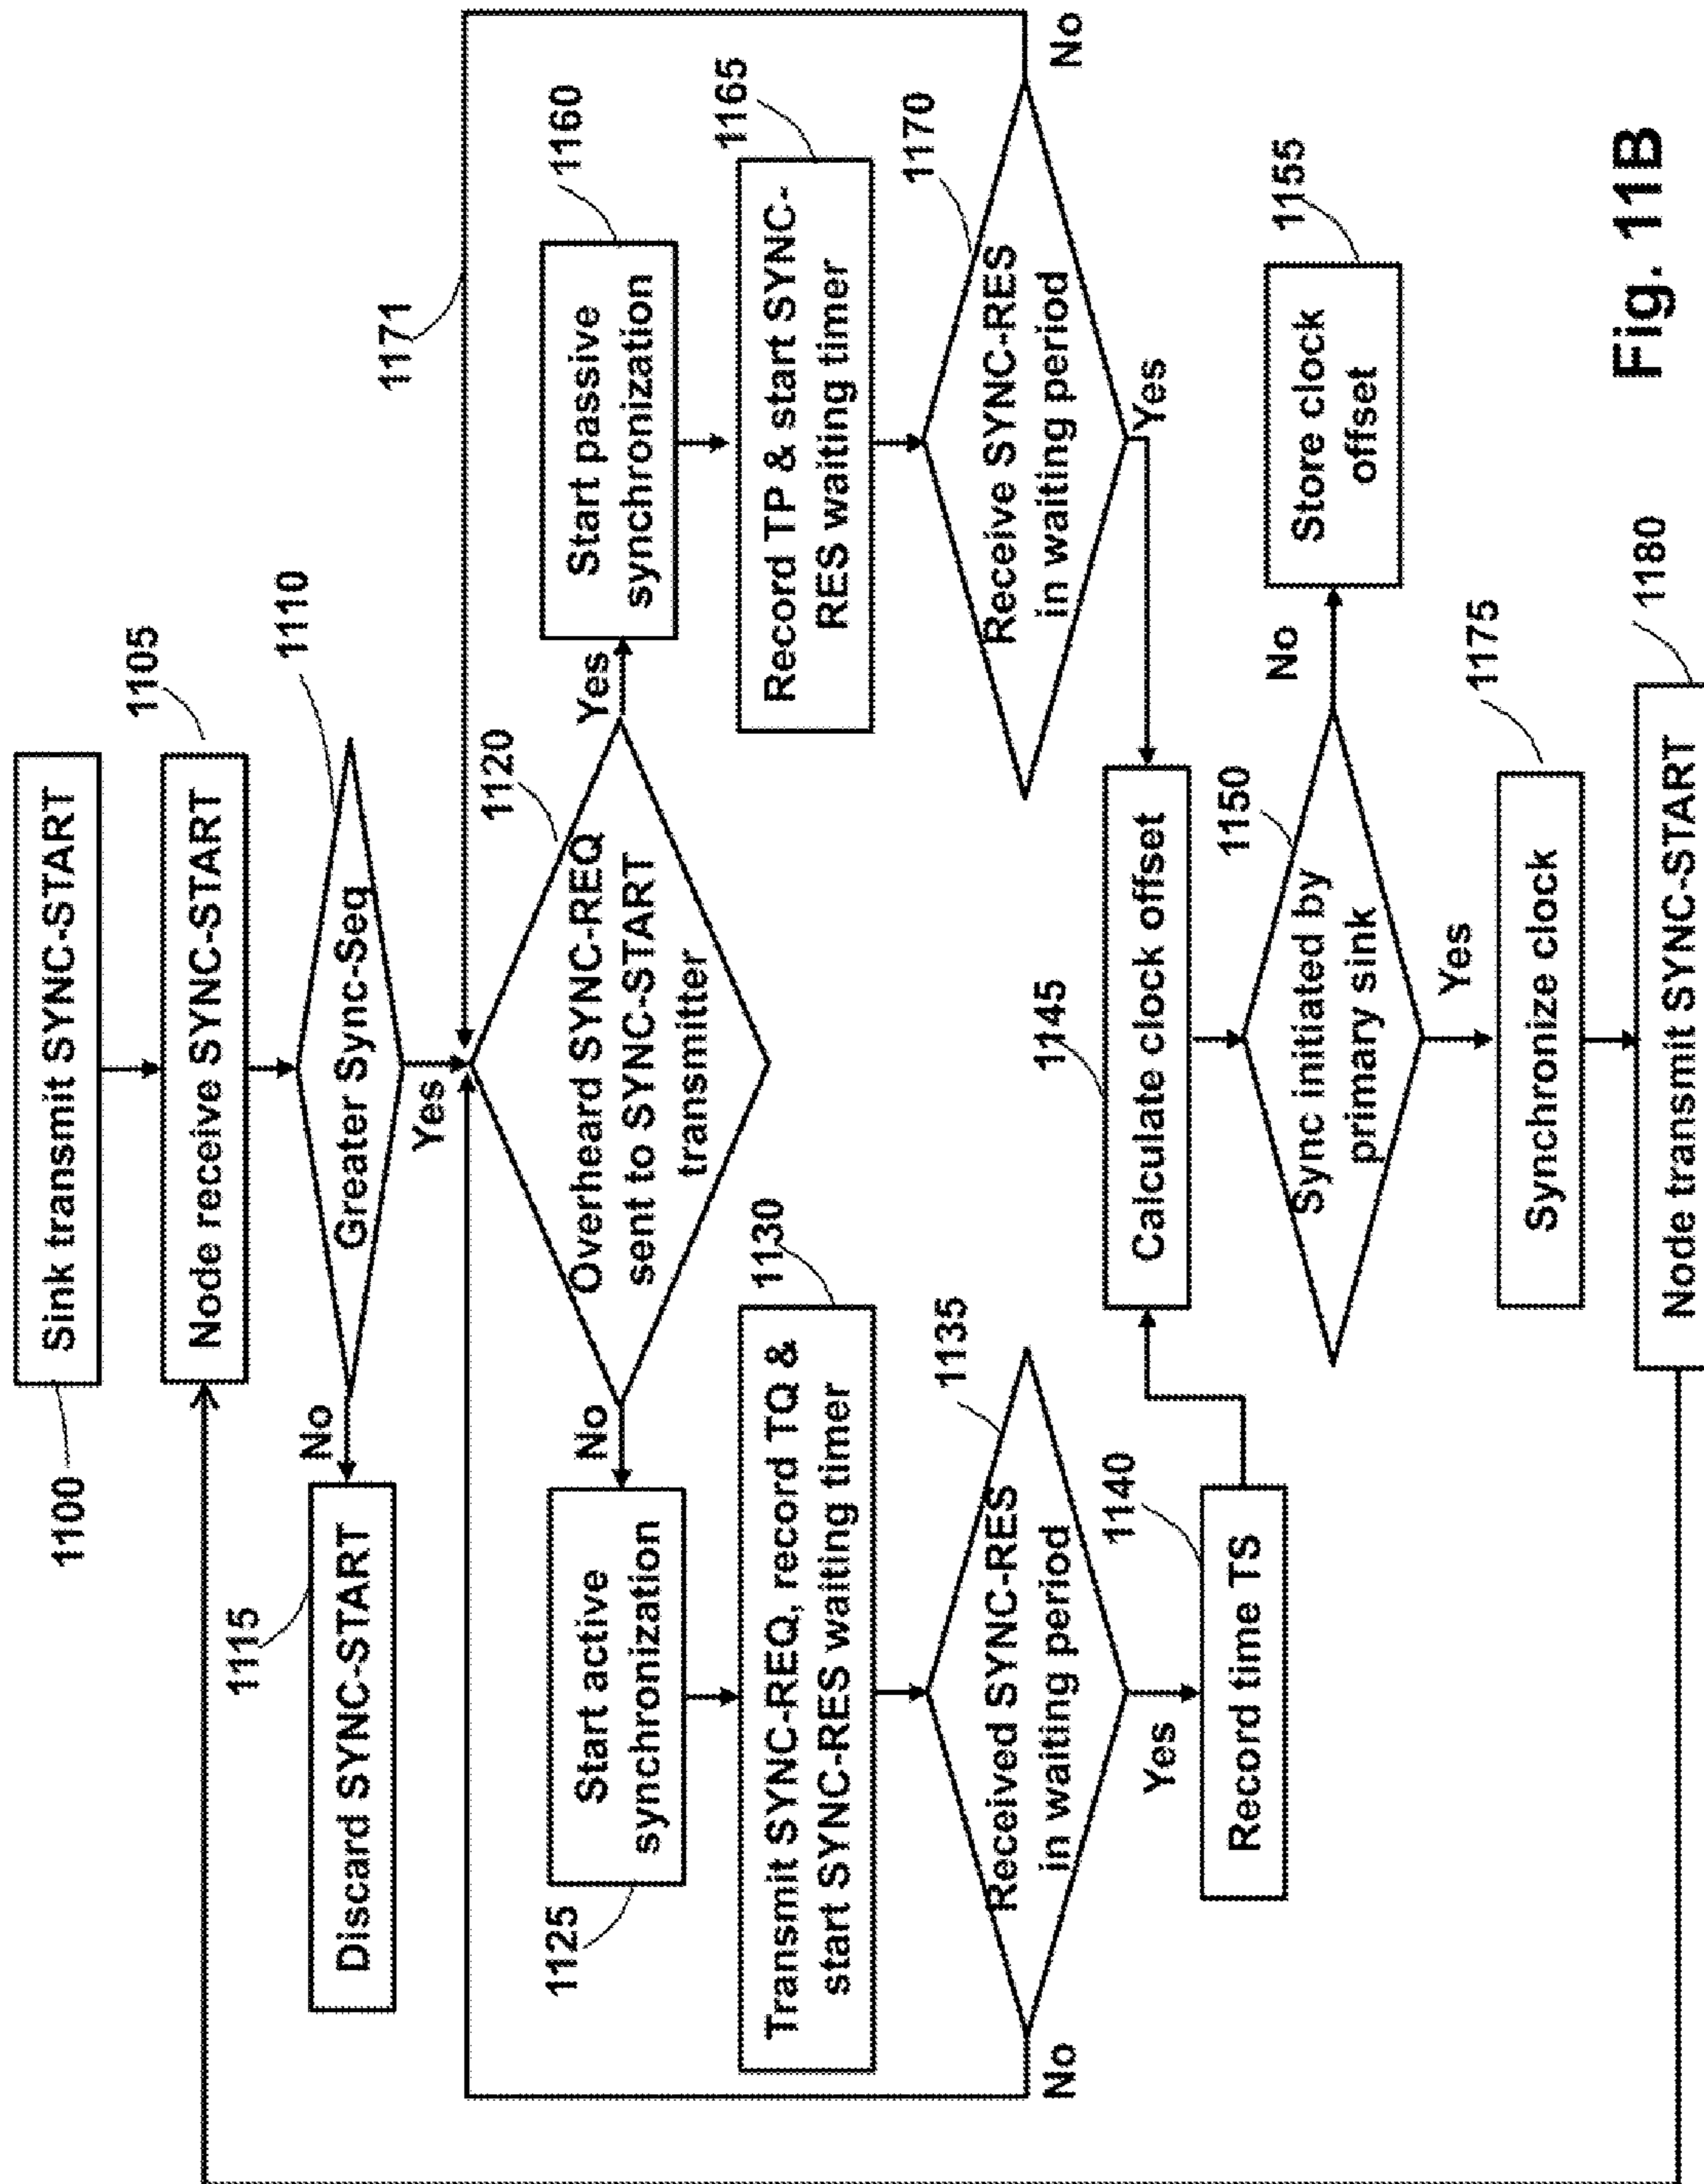 Sink transmit SYNC-START
1100
Node receive SYNC-START
1105
Greater Sync-Seq
1110
No
Yes
Discard SYNC-START
1115
1171
Overheard SYNC-REQ
sent to SYNC-START
transmitter
1120
No
Yes
Start active
synchronization
1125
Start passive
synchronization
1160
Transmit SYNC-REQ, record TQ &
start SYNC-RES waiting timer
1130
Record TP & start SYNC-
RES waiting timer
1165
Received SYNC-RES
in waiting period
1135
No
Yes
Receive SYNC-RES
in waiting period
1170
No
Yes
Record time TS
1140
Calculate clock offset
1145
Sync initiated by
primary sink
1150
No
Yes
Store clock
offset
1155
Synchronize clock
1175
Node transmit SYNC-START
1180
Fig. 11B